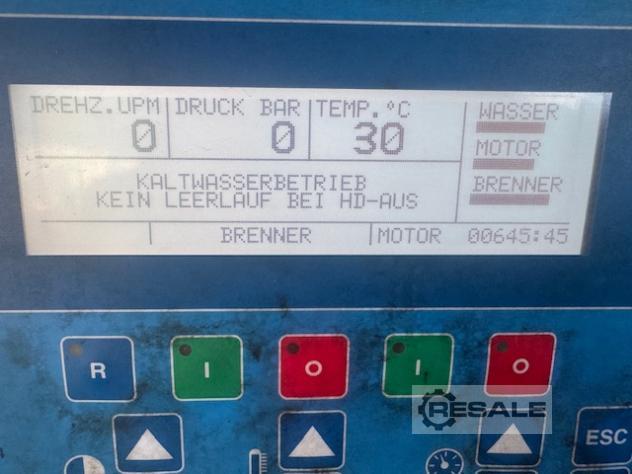 DREHZ.UPM DRUCK BAR TEMP.°C WASSER
0 0 30
MOTOR
KALTWASSERBETRIEB BRENNER
KEIN LEERLAUF BEI HD-AUS
BRENNER MOTOR 00645:45
R I O I O
RESALE
ESC